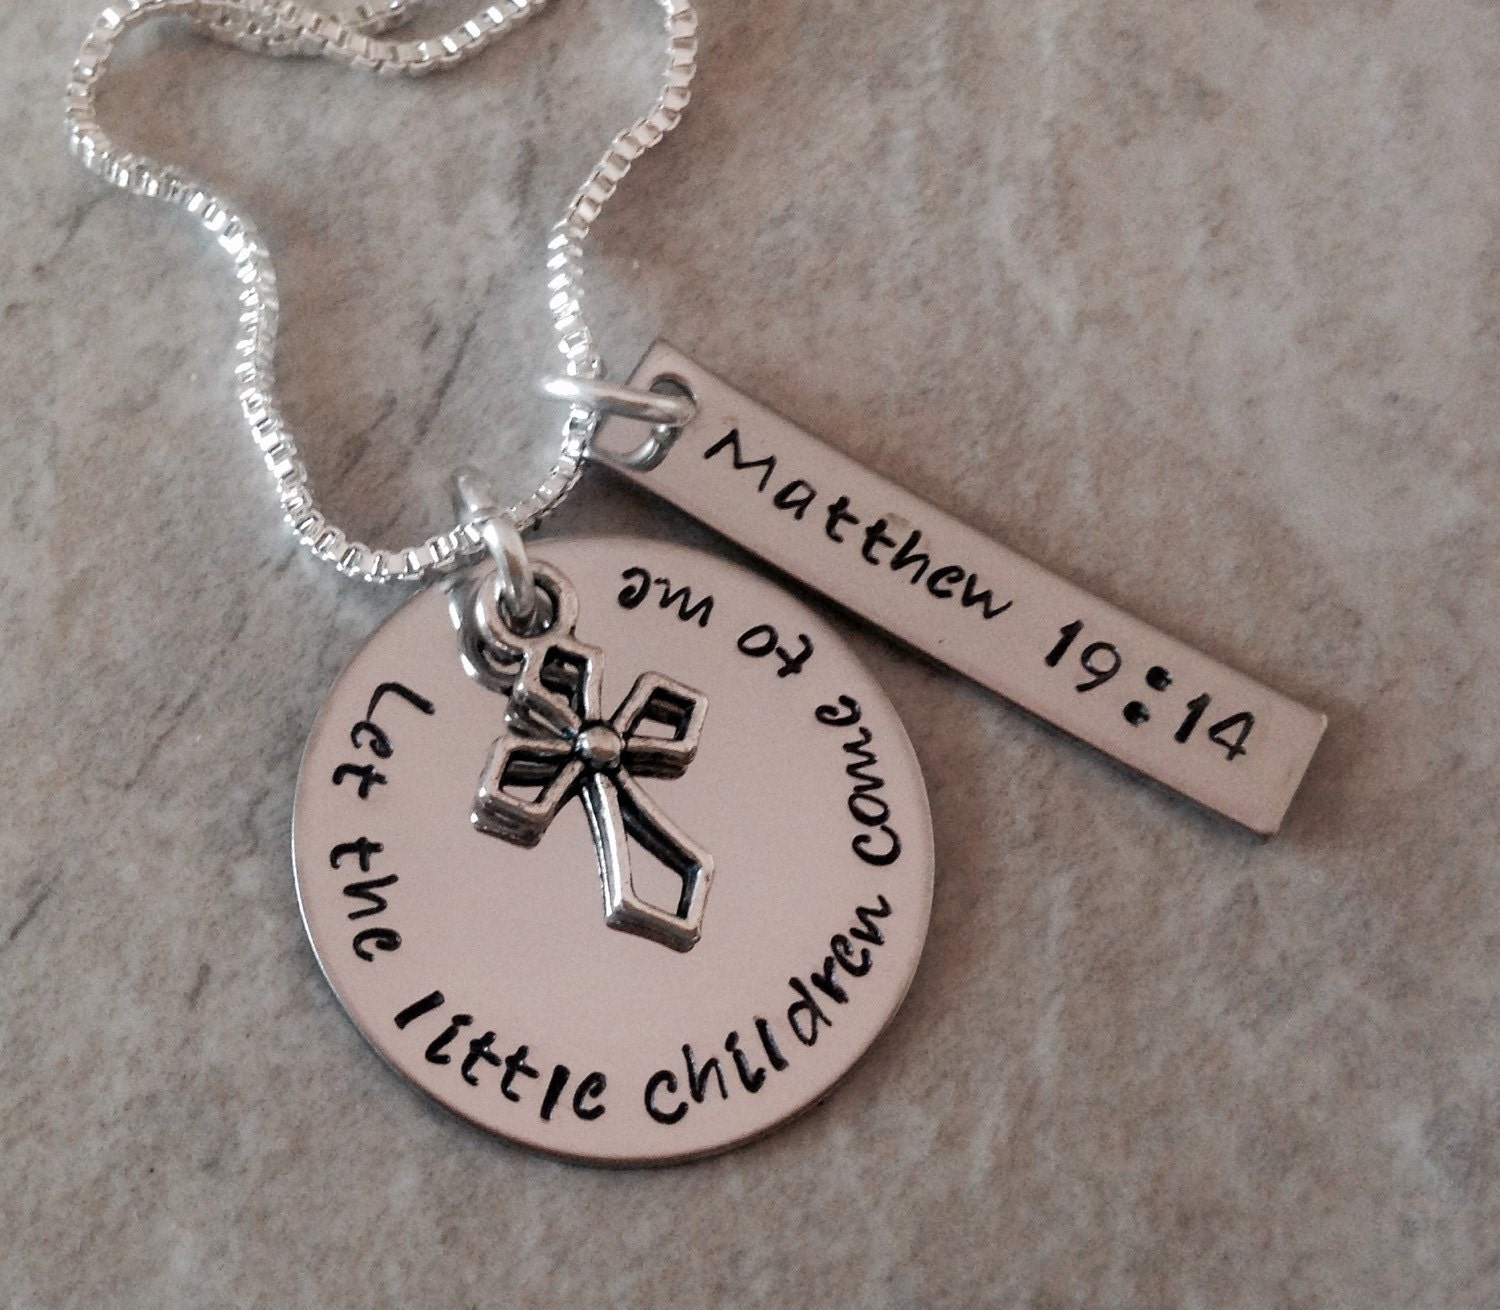 Let the little children come to me
Matthew 19:14